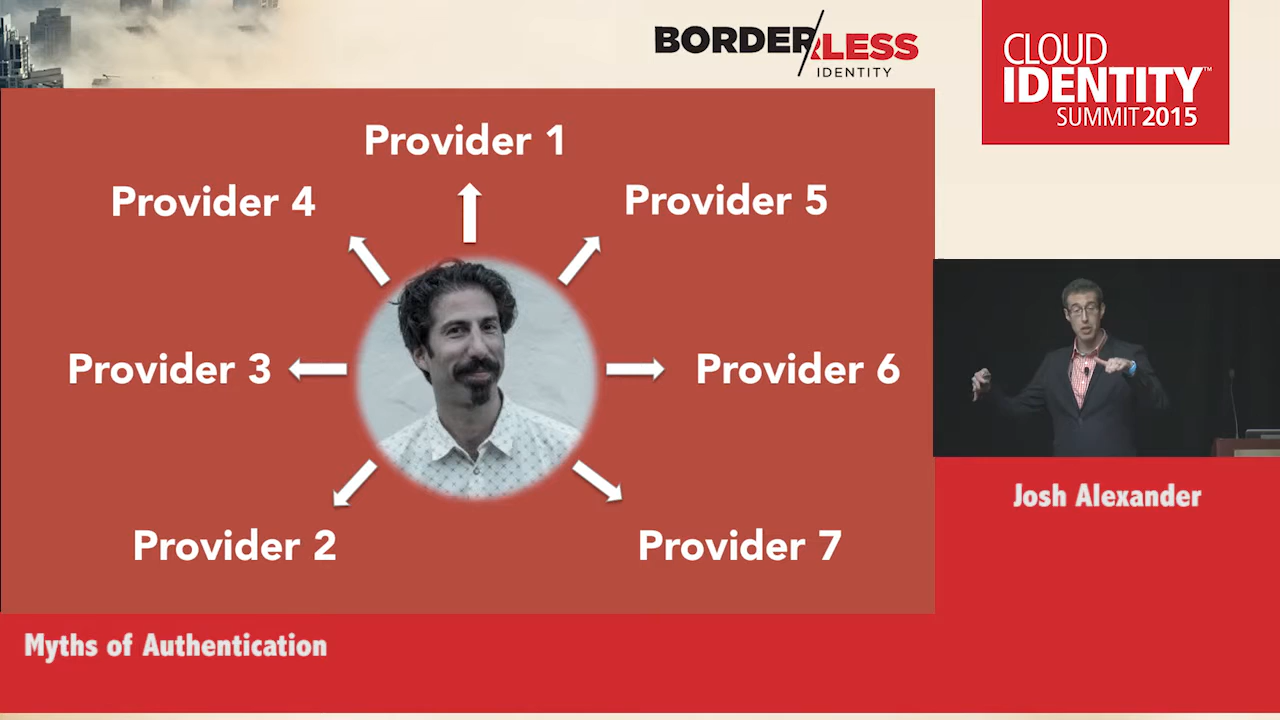 BORDERLESS
IDENTITY
CLOUD
IDENTITY™
SUMMIT 2015
Provider 1
Provider 4
Provider 5
Provider 3
Provider 6
Provider 2
Provider 7
Josh Alexander
Myths of Authentication